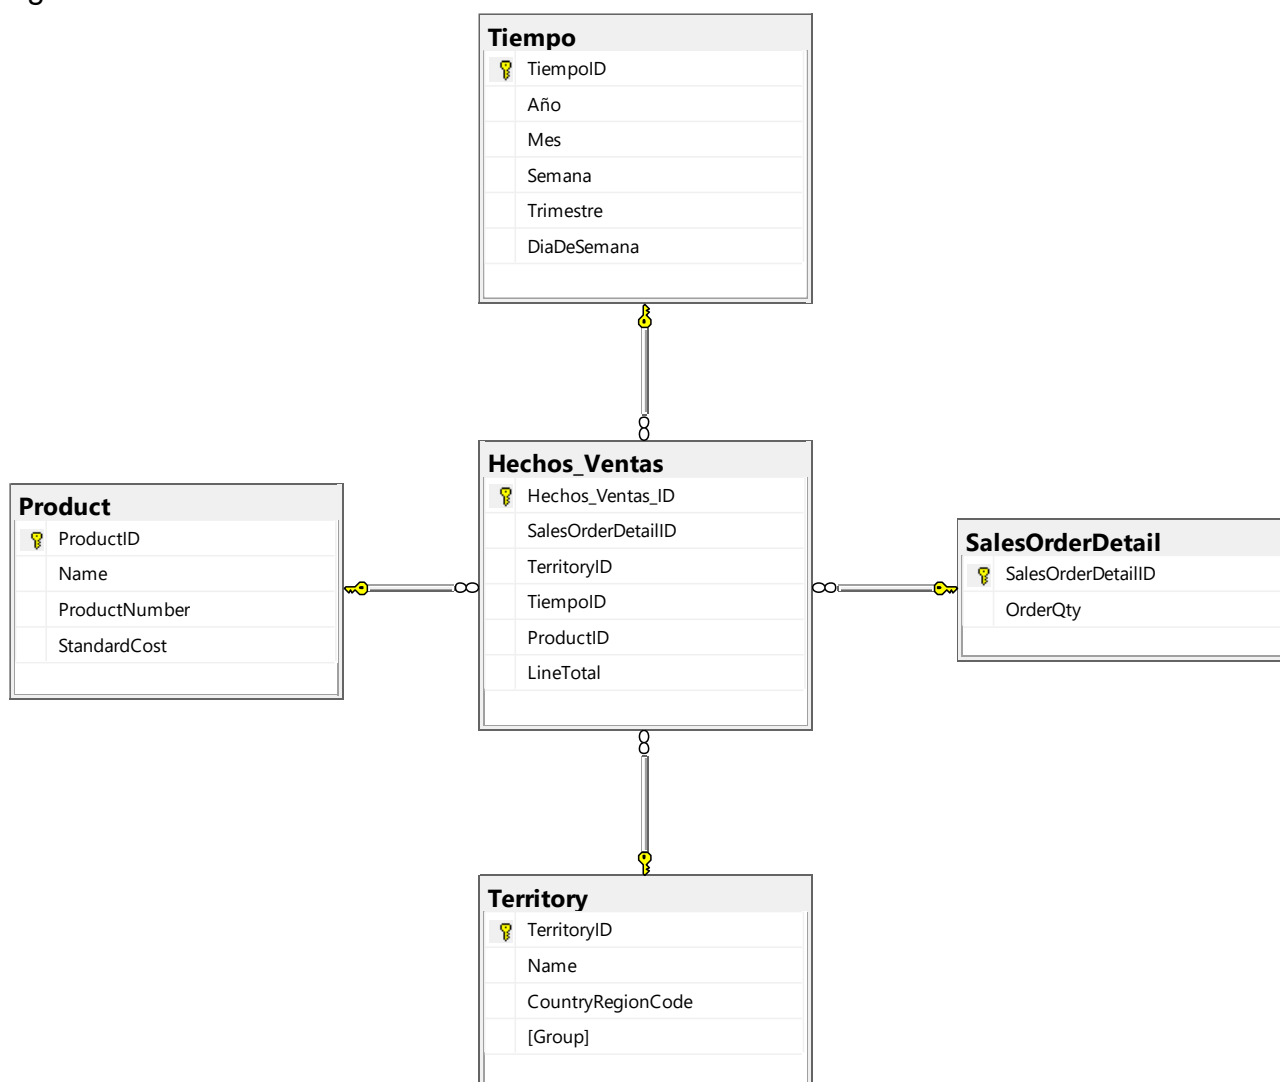 Tiempo
TiempoID
Año
Mes
Semana
Trimestre
DiaDeSemana
Hechos_Ventas
Hechos_Ventas_ID
SalesOrderDetailID
TerritoryID
TiempoID
ProductID
LineTotal
Product
ProductID
Name
ProductNumber
StandardCost
SalesOrderDetail
SalesOrderDetailID
OrderQty
Territory
TerritoryID
Name
CountryRegionCode
[Group]